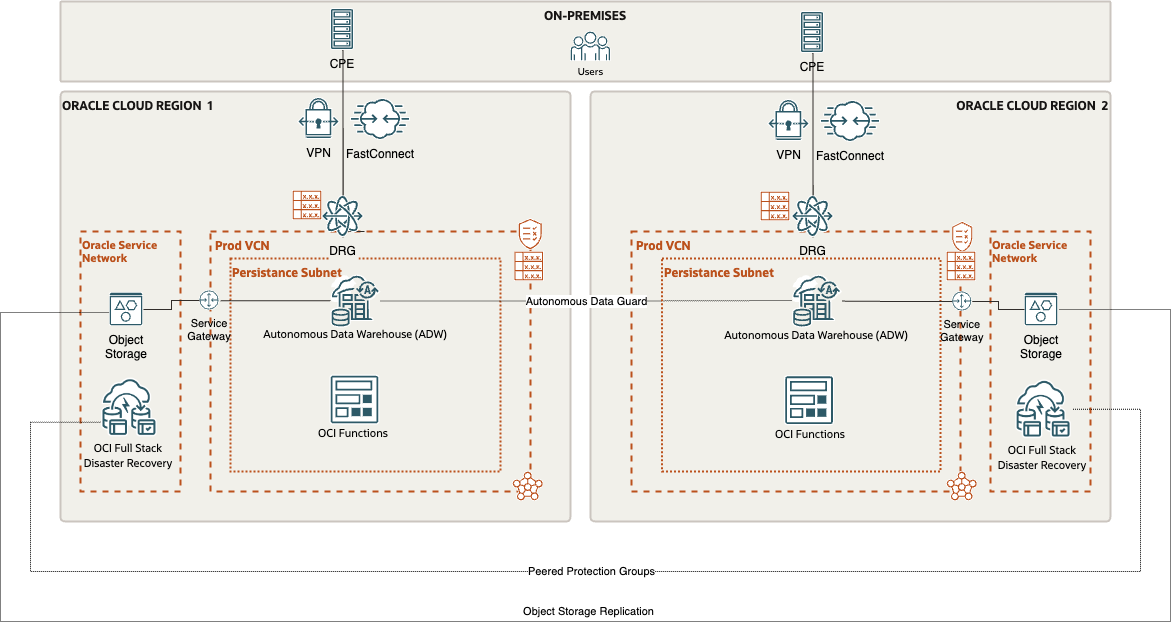 ON-PREMISES
CPE
Users
CPE
ORACLE CLOUD REGION 1
VPN
FastConnect
DRG
Oracle Service
Network
Prod VCN
Persistance Subnet
Object
Storage
Service
Gateway
Autonomous Data Warehouse (ADW)
OCI Functions
OCI Full Stack
Disaster Recovery
Autonomous Data Guard
ORACLE CLOUD REGION 2
VPN
FastConnect
DRG
Prod VCN
Persistance Subnet
Oracle Service
Network
Autonomous Data Warehouse (ADW)
Service
Gateway
Object
Storage
OCI Functions
OCI Full Stack
Disaster Recovery
Peered Protection Groups
Object Storage Replication